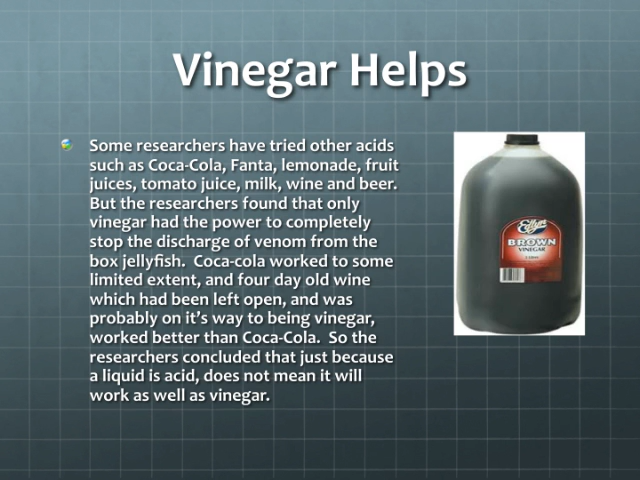 Vinegar Helps
Some researchers have tried other acids
such as Coca-Cola, Fanta, lemonade, fruit
juices, tomato juice, milk, wine and beer.
But the researchers found that only
vinegar had the power to completely
stop the discharge of venom from the
box jellyfish.  Coca-cola worked to some
limited extent, and four day old wine
which had been left open, and was
probably on it's way to being vinegar,
worked better than Coca-Cola.  So the
researchers concluded that just because
a liquid is acid, does not mean it will
work as well as vinegar.
BROWN
VINEGAR